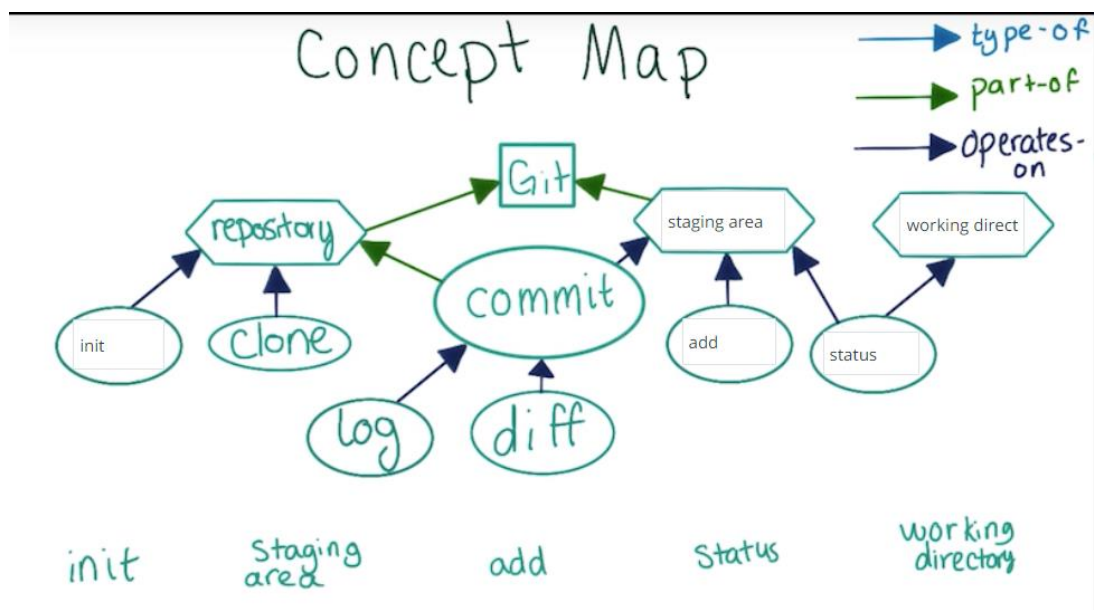 Concept Map
type-of
part-of
operates-
on
Git
repository
staging area
working direct
commit
init
clone
add
status
log
diff
init
Staging
area
add
Status
working
directory